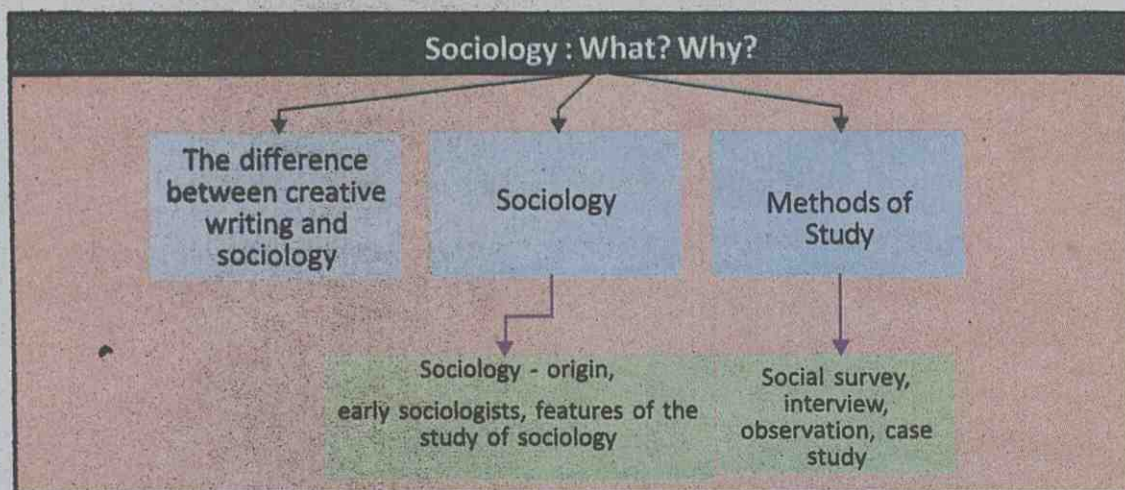 Sociology : What? Why?
The difference
between creative
writing and
sociology
Sociology
Methods of
Study
Sociology - origin,
early sociologists, features of the
study of sociology
Social survey,
interview,
observation, case
study